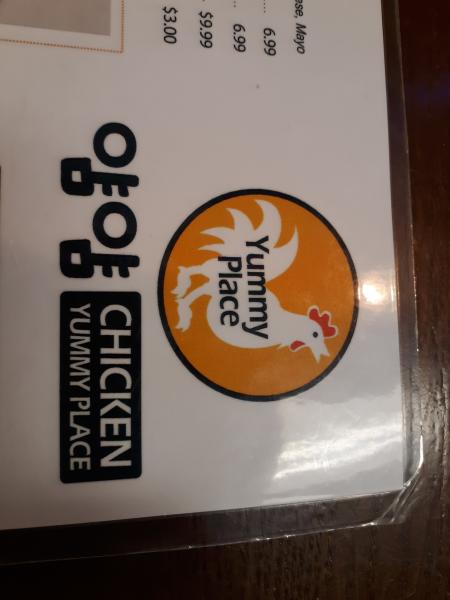 ase, Mayo
.... 6.99
... 6.99
. $9.99
$3.00
Yummy
Place
얌얌
CHICKEN
YUMMY PLACE